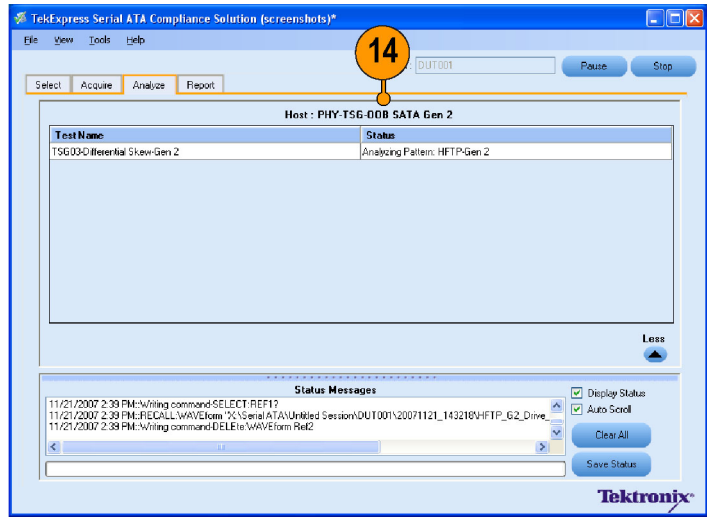 TekExpress Serial ATA Compliance Solution (screenshots)*
File View Tools Help
14
DUT001
Pause Stop
Select Acquire Analyze Report
Host : PHY-TSG-OOB SATA Gen 2
Test Name Status
TSG03-Differential Skew-Gen 2 Analyzing Pattern: HFTP-Gen 2
Less
Status Messages
Display Status
11/21/2007 2:39 PM::Writing command-SELECT:REF1?
11/21/2007 2:39 PM::RECALL:WAVEform "X:\Serial ATA\Untitled Session\DUT001\20071121_143218\HFTP_G2_Drive_
Auto Scroll
11/21/2007 2:39 PM::Writing command-DELEte:WAVEform Ref2
Clear All
Save Status
Tektronix